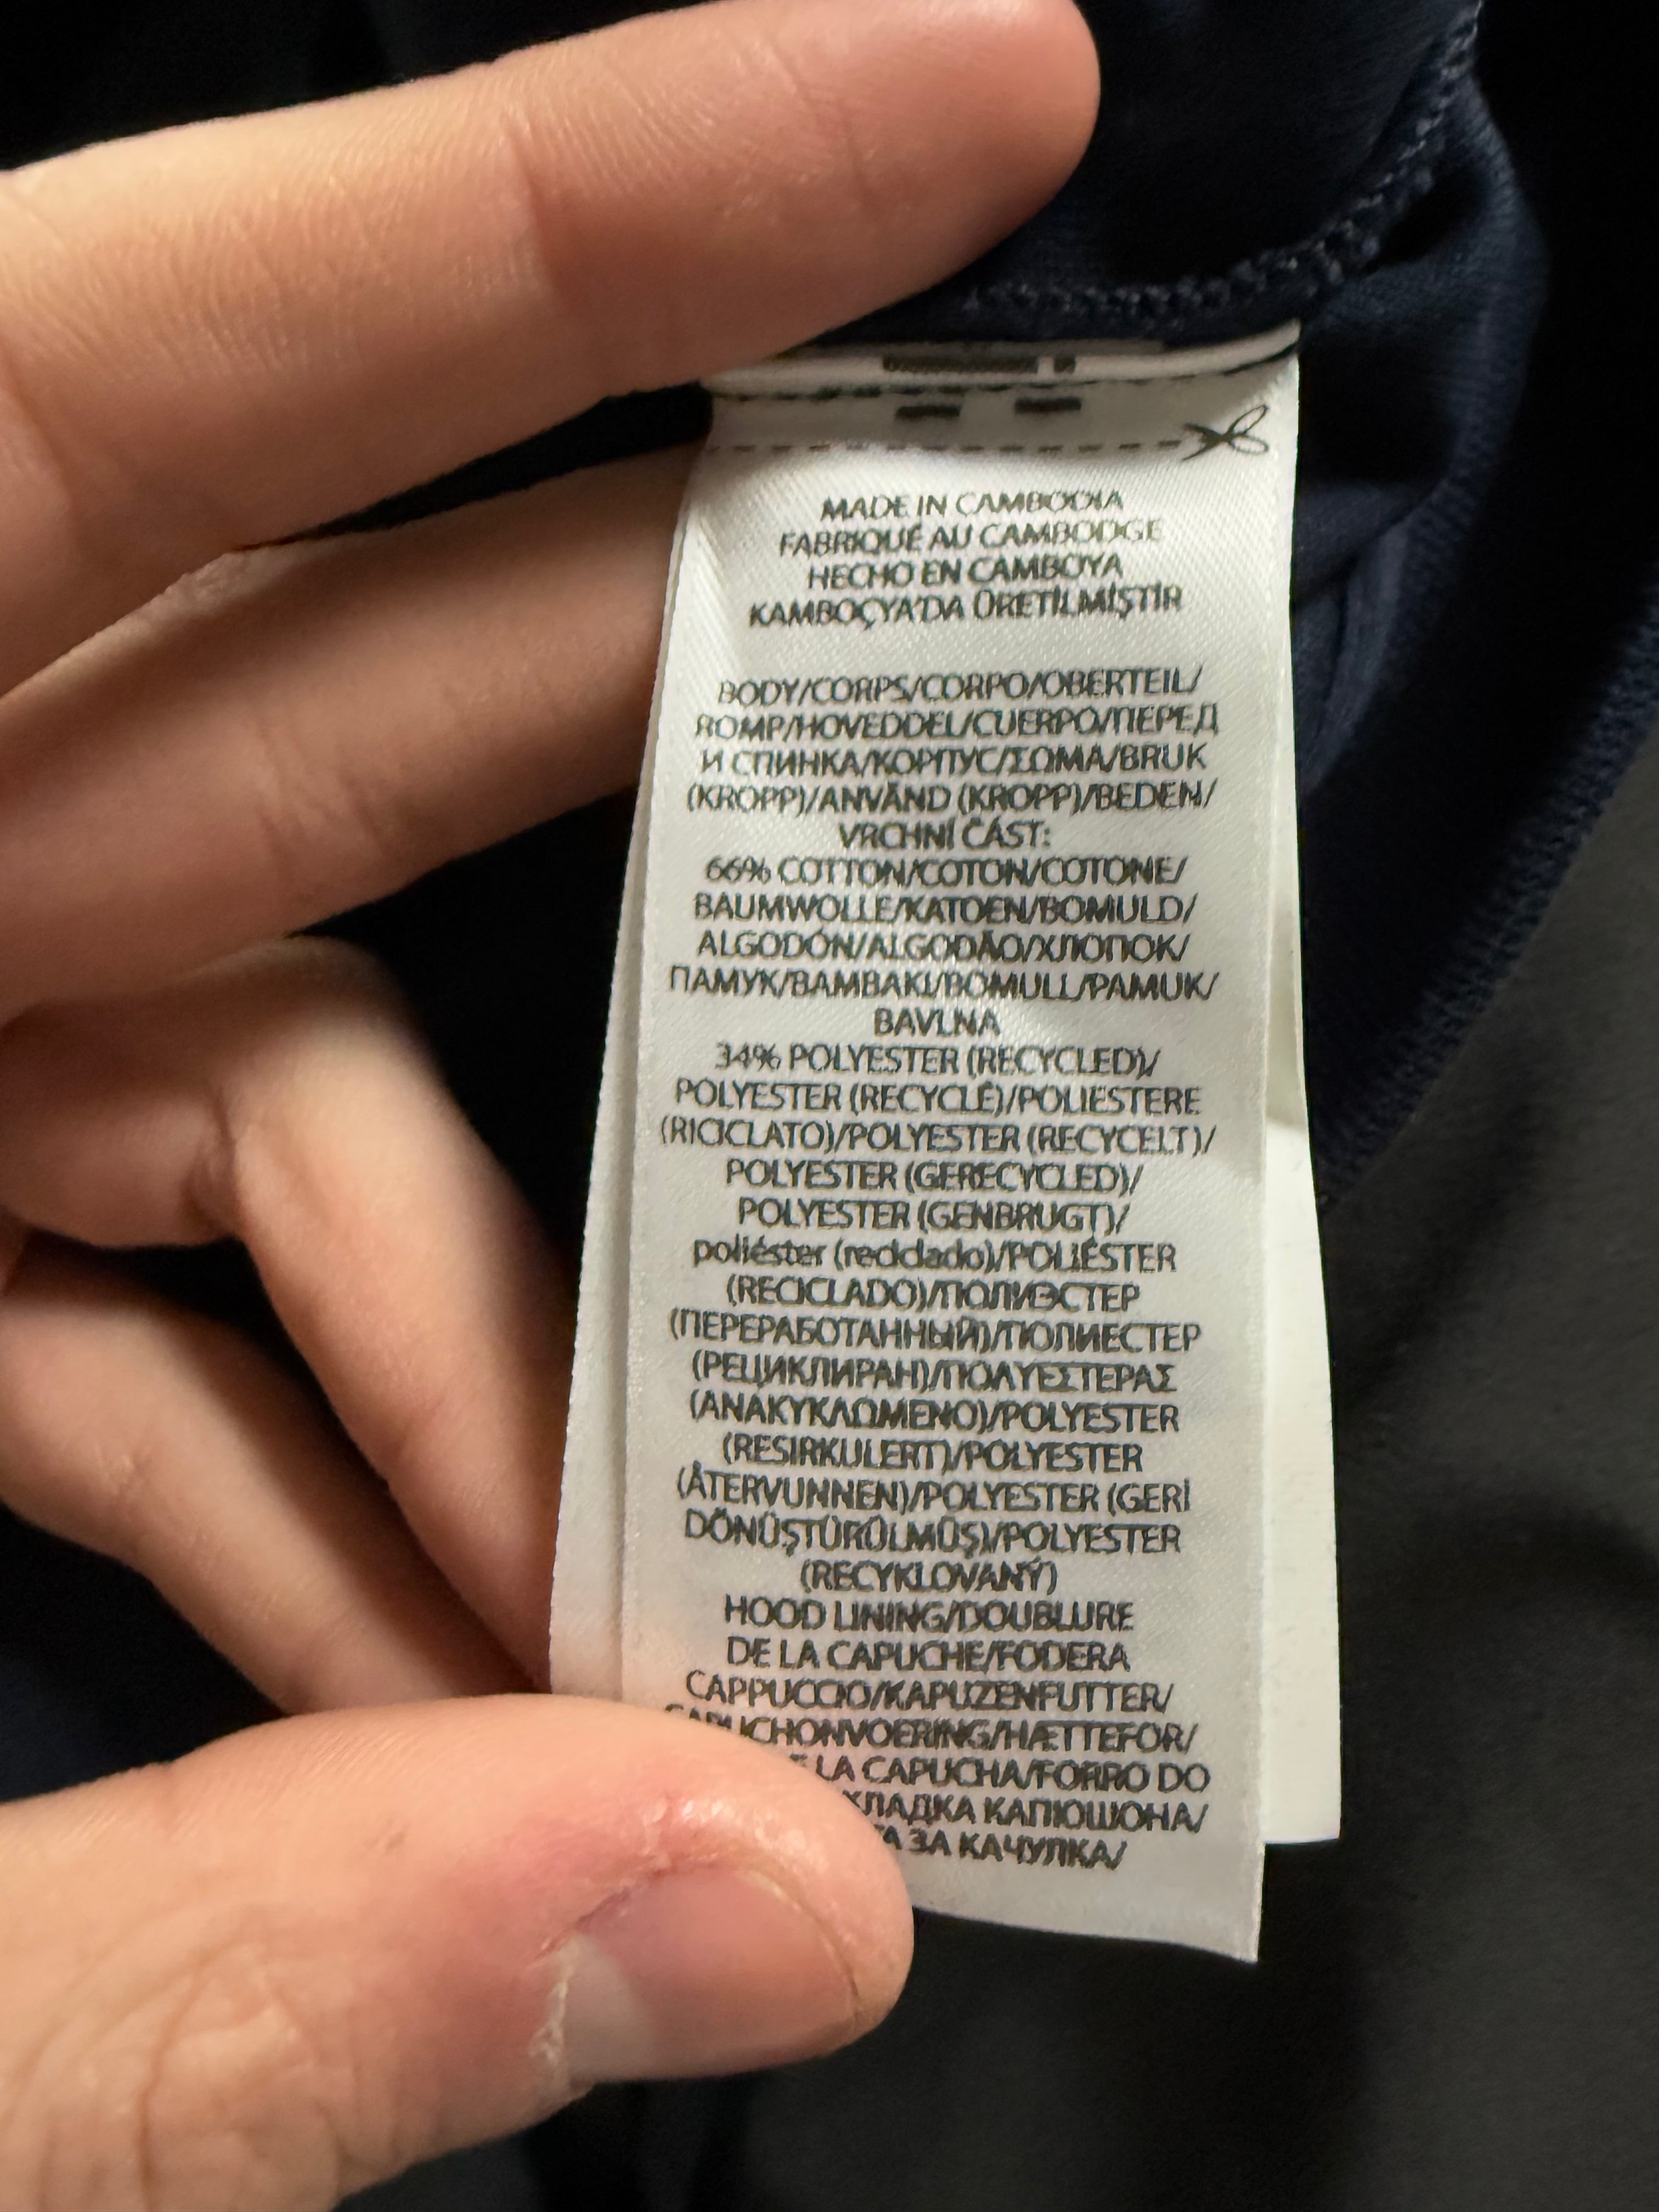 MADE IN CAMBODIA
FABRIQUÉ AU CAMBODGE
HECHO EN CAMBOYA
KAMBOÇYA'DA ÜRETİLMİŞTİR
BODY/CORPS/CORPO/OBERTEIL/
ROMP/HOVEDDEL/CUERPO/ПЕРЕД
И СПИНКА/КОРПУС/ΣΩΜΑ/BRUK
(KROPP)/ANVÄND (KROPP)/BEDEN/
VRCHNÍ ČÁST:
66% COTTON/COTON/COTONE/
BAUMWOLLE/KATOEN/BOMULD/
ALGODÓN/ALGODÃO/ХЛОПОК/
ПАМУК/ΒΑΜΒΑΚΙ/BOMULL/PAMUK/
BAVLNA
34% POLYESTER (RECYCLED)/
POLYESTER (RECYCLÉ)/POLIESTERE
(RICICLATO)/POLYESTER (RECYCELT)/
POLYESTER (GERECYCLED)/
POLYESTER (GENBRUGT)/
poliéster (reciclado)/POLIÉSTER
(RECICLADO)/ПОЛИЭСТЕР
(ПЕРЕРАБОТАННЫЙ)/ПОЛИЕСТЕР
(РЕЦИКЛИРАН)/ΠΟΛΥΕΣΤΕΡΑΣ
(ΑΝΑΚΥΚΛΩΜΕΝΟ)/POLYESTER
(RESIRKULERT)/POLYESTER
(ÅTERVUNNEN)/POLYESTER (GERİ
DÖNÜŞTÜRÜLMÜŞ)/POLYESTER
(RECYKLOVANÝ)
HOOD LINING/DOUBLURE
DE LA CAPUCHE/FODERA
CAPPUCCIO/KAPUZENFUTTER/
CAPUCHONVOERING/HÆTTEFOR/
LA CAPUCHA/FORRO DO
КАПЮШОНА/
ЗА КАЧУЛКА/